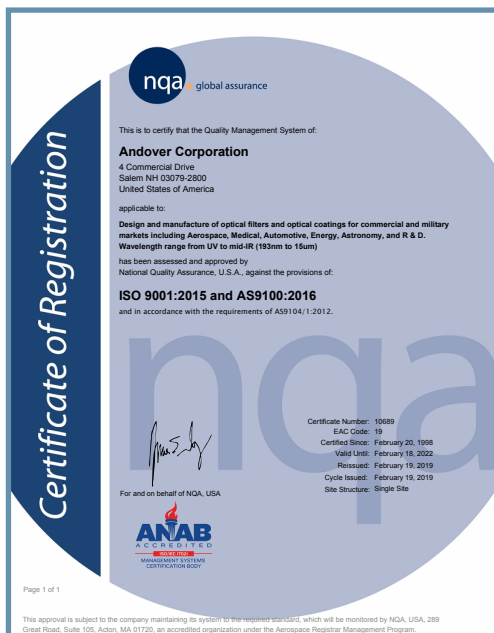 nqa. global assurance
Certificate of Registration
This is to certify that the Quality Management System of:
Andover Corporation
4 Commercial Drive
Salem NH 03079-2800
United States of America
applicable to:
Design and manufacture of optical filters and optical coatings for commercial and military
markets including Aerospace, Medical, Automotive, Energy, Astronomy, and R & D.
Wavelength range from UV to mid-IR (193nm to 15um)
has been assessed and approved by
National Quality Assurance, U.S.A., against the provisions of:
ISO 9001:2015 and AS9100:2016
and in accordance with the requirements of AS9104/1:2012.
nqa
Certificate Number: 10689
EAC Code: 19
Certified Since: February 20, 1998
Valid Until: February 18, 2022
Reissued: February 19, 2019
Cycle Issued: February 19, 2019
Site Structure: Single Site
For and on behalf of NQA, USA
ANAB
ACCREDITED
ISO/IEC 17021
MANAGEMENT SYSTEMS
CERTIFICATION BODY
Page 1 of 1
This approval is subject to the company maintaining its system to the required standard, which will be monitored by NQA, USA, 289
Great Road, Suite 105, Acton, MA 01720, an accredited organization under the Aerospace Registrar Management Program.